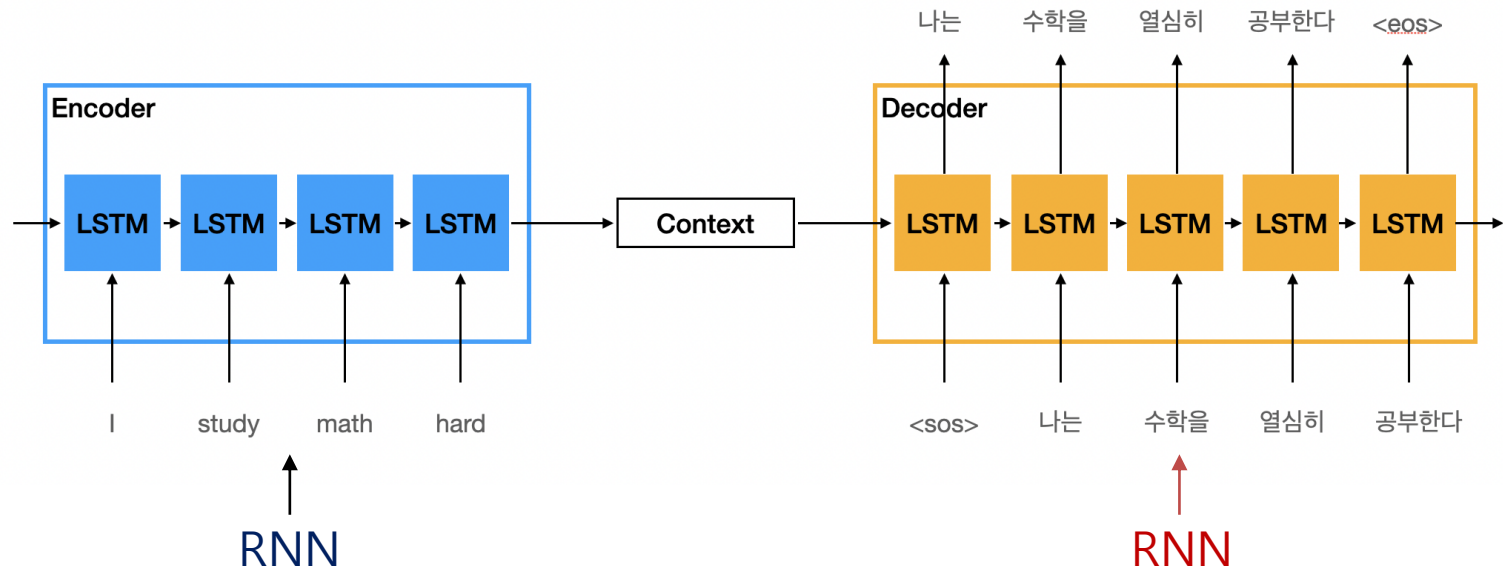 나는 수학을 열심히 공부한다 <eos>
Encoder
Decoder
LSTM LSTM LSTM LSTM
Context
LSTM LSTM LSTM LSTM LSTM
I study math hard
<sos> 나는 수학을 열심히 공부한다
RNN
RNN